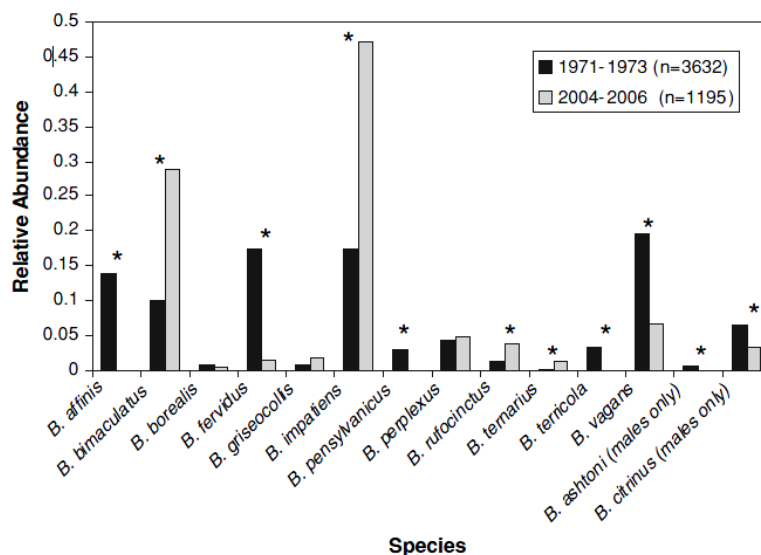 0.5
0.45
0.4
0.35
0.3
0.25
0.2
0.15
0.1
0.05
0
Relative Abundance
1971-1973 (n=3632)
2004-2006 (n=1195)
* * * * * * * * * * *
B. affinis
B. bimaculatus
B. borealis
B. fervidus
B. griseocollis
B. impatiens
B. pensylvanicus
B. perplexus
B. rufocinctus
B. ternarius
B. terricola
B. vagans
B. ashtoni (males only)
B. citrinus (males only)
Species